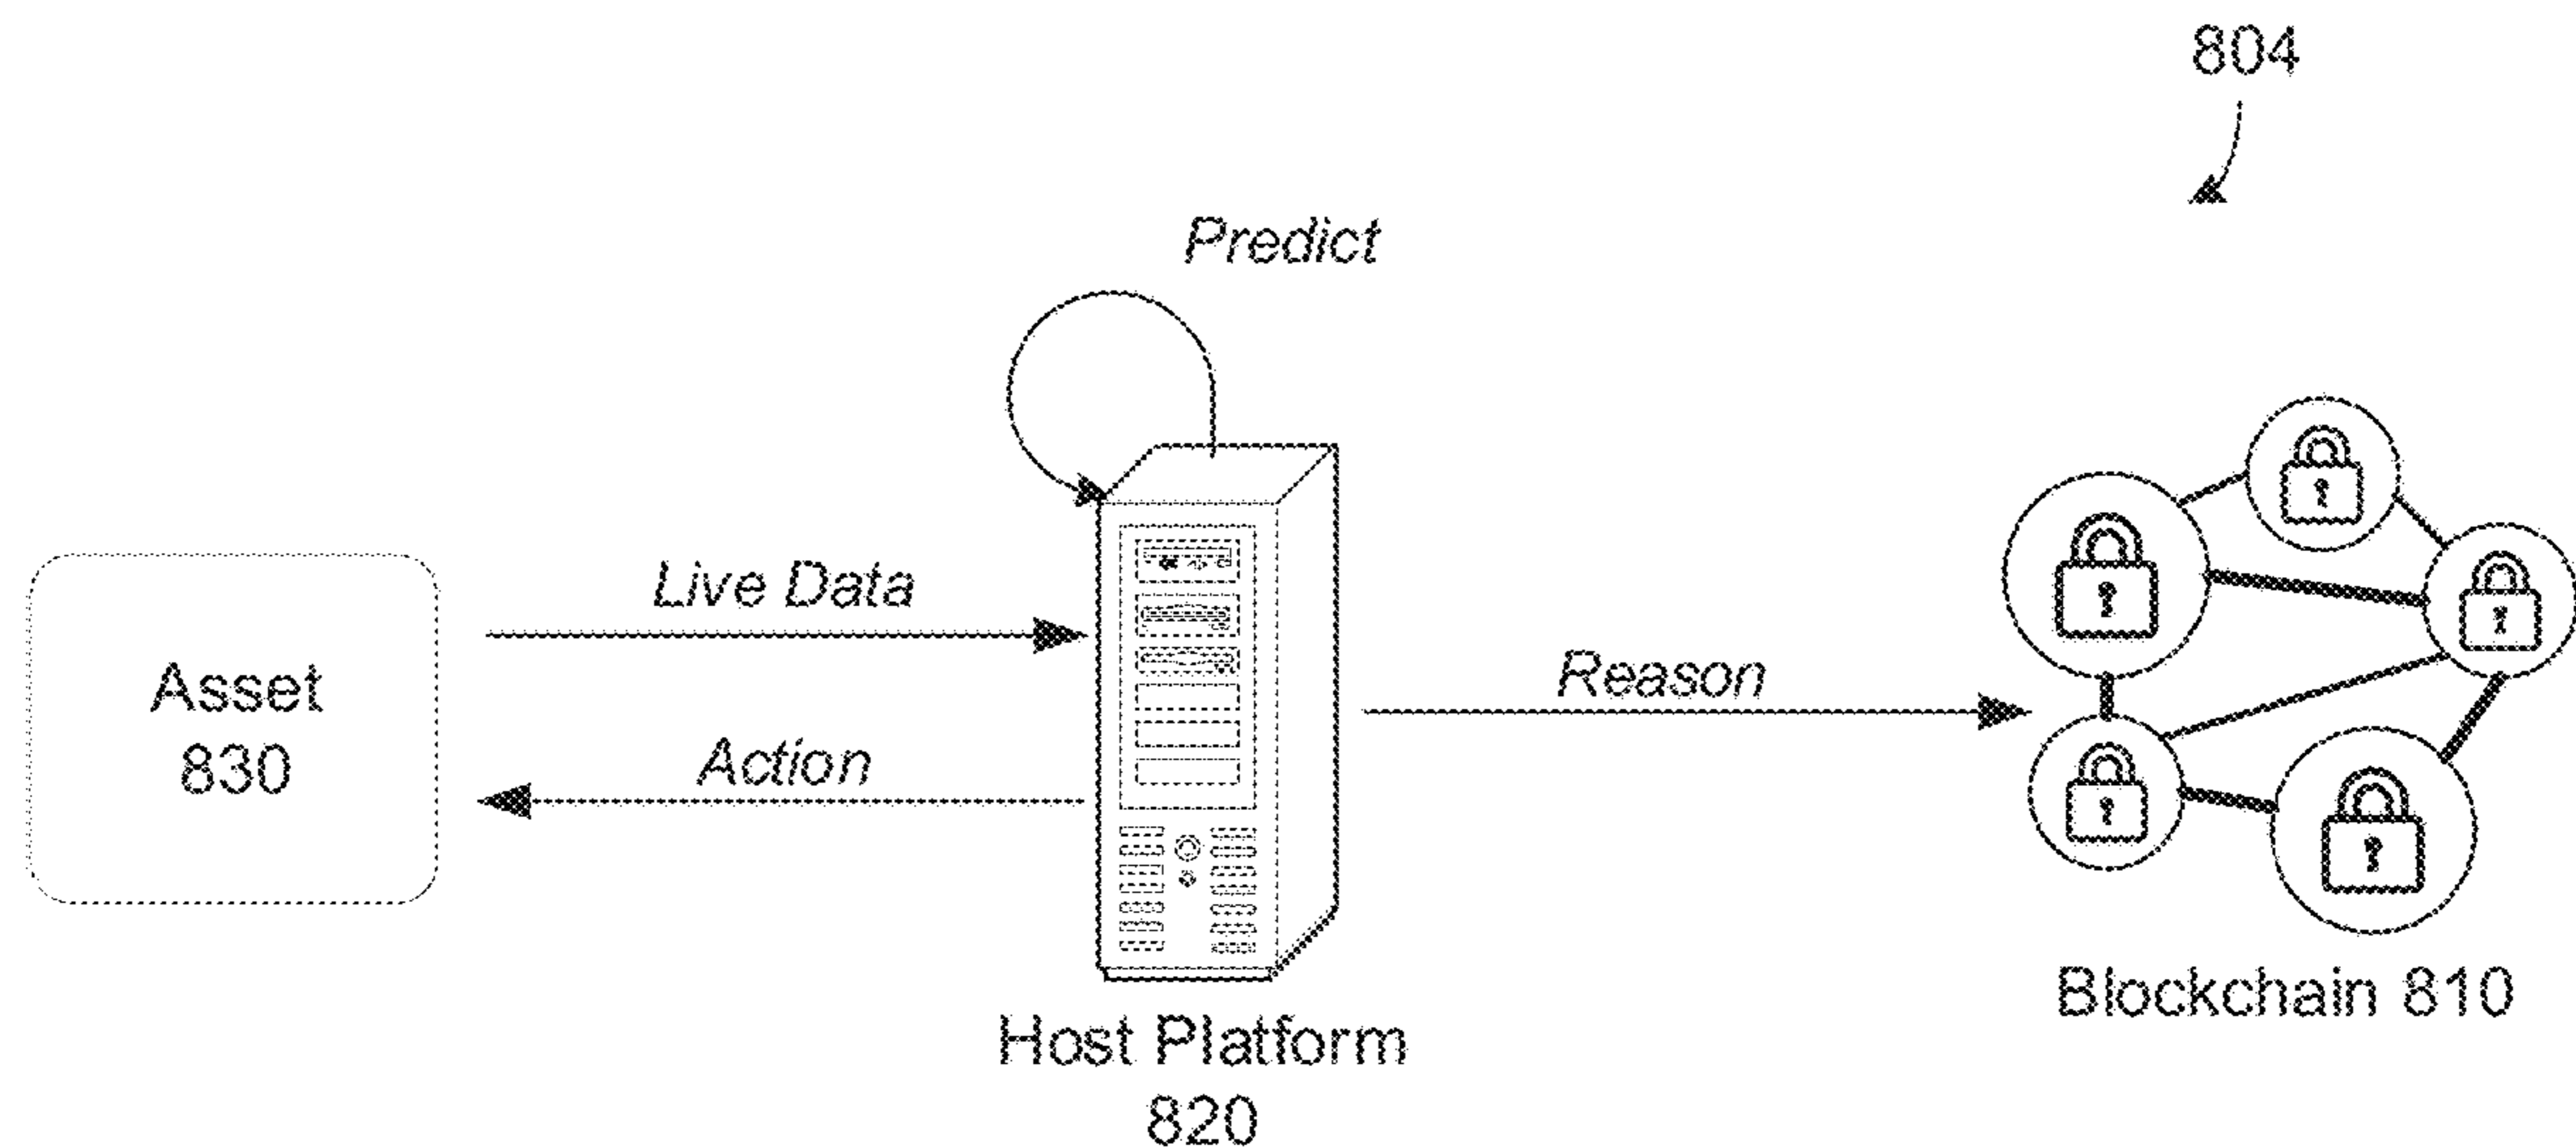 804
Predict
Live Data
Asset
830
Action
Reason
Host Platform
820
Blockchain 810